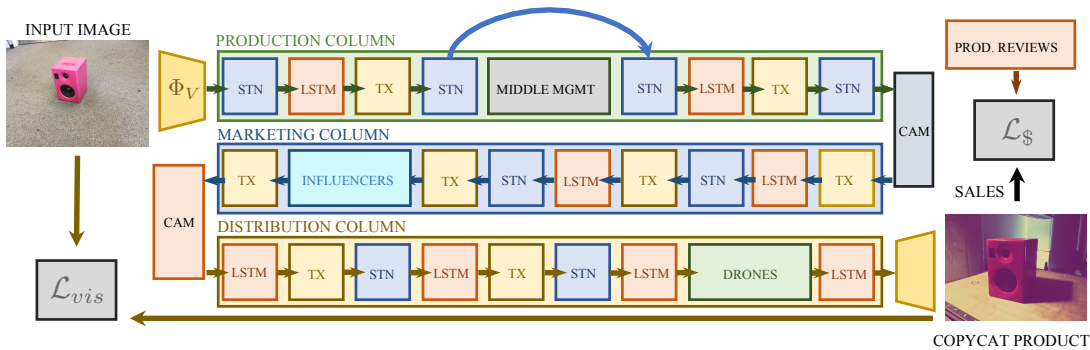 INPUT IMAGE
PRODUCTION COLUMN
PROD. REVIEWS
Φ_V
STN
LSTM
TX
STN
MIDDLE MGMT
STN
LSTM
TX
STN
CAM
ℒ_$
MARKETING COLUMN
TX
INFLUENCERS
TX
STN
LSTM
TX
STN
LSTM
TX
SALES
CAM
DISTRIBUTION COLUMN
LSTM
TX
STN
LSTM
TX
STN
LSTM
DRONES
LSTM
ℒ_vis
COPYCAT PRODUCT